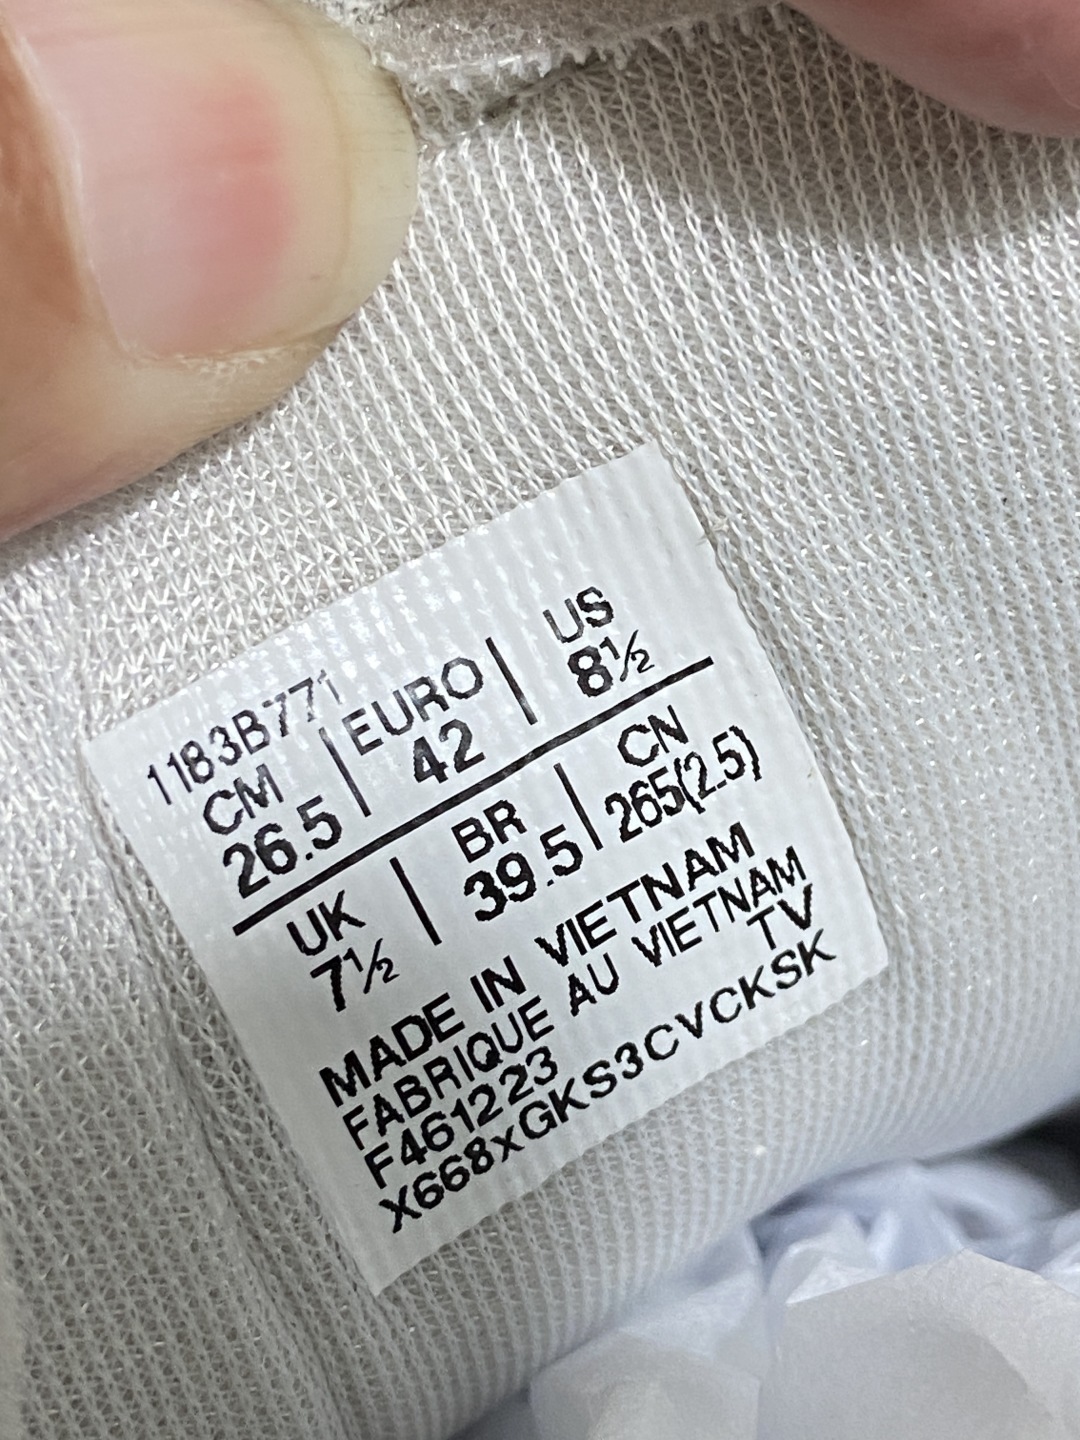 1183B771
CM | EURO | US
26.5 | 42 | 8½
UK | BR | CN
7½ | 39.5 | 265(2.5)
MADE IN VIETNAM
FABRIQUE AU VIETNAM
F461223 TV
X668xGKS3CVCKSK